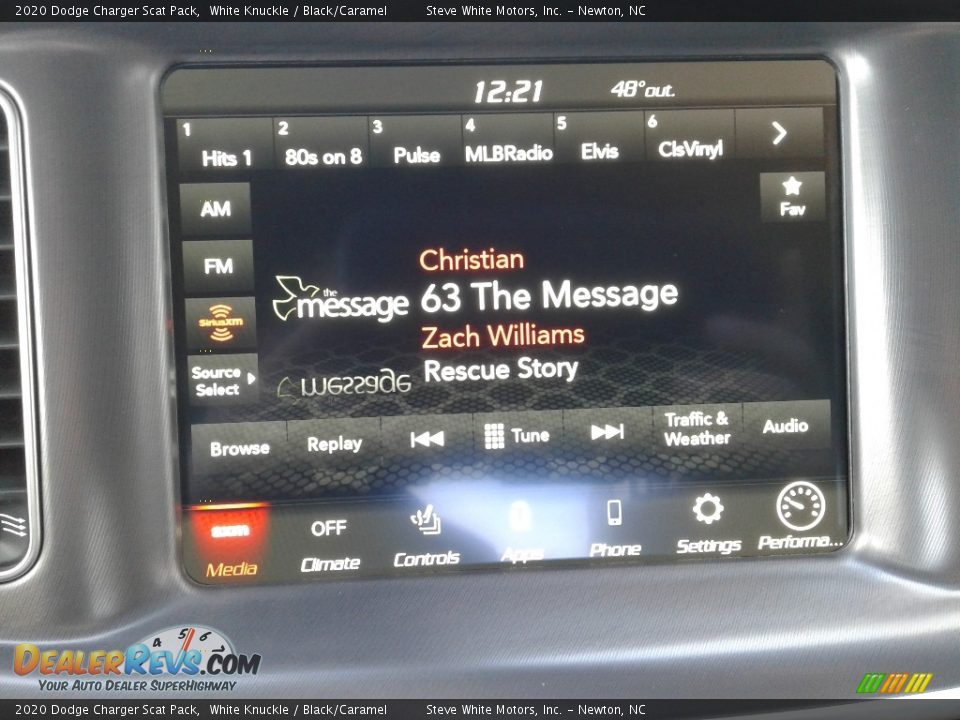 2020 Dodge Charger Scat Pack, White Knuckle / Black/Caramel Steve White Motors, Inc. – Newton, NC
12:21 48° out.
1 Hits 1 2 80s on 8 3 Pulse 4 MLBRadio 5 Elvis 6 ClsVinyl
AM
Fav
FM
Christian
the message 63 The Message
SiriusXM
Zach Williams
Source Select
Rescue Story
message
Browse Replay Tune Traffic & Weather Audio
sxm OFF
Media Climate Controls Apps Phone Settings Performa...
4 5 6
DealerRevs.com
Your Auto Dealer SuperHighway
2020 Dodge Charger Scat Pack, White Knuckle / Black/Caramel Steve White Motors, Inc. – Newton, NC